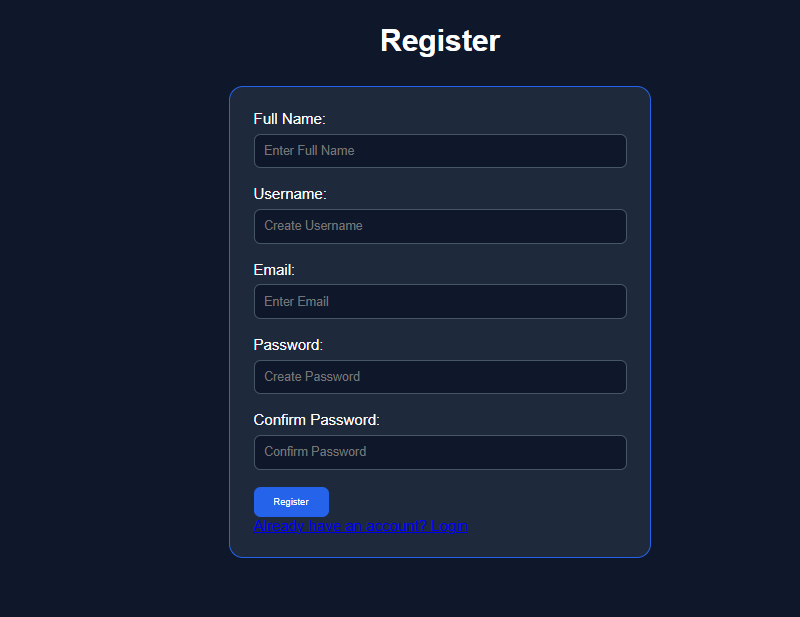 Register
Full Name:
Enter Full Name
Username:
Create Username
Email:
Enter Email
Password:
Create Password
Confirm Password:
Confirm Password
Register
Already have an account? Login